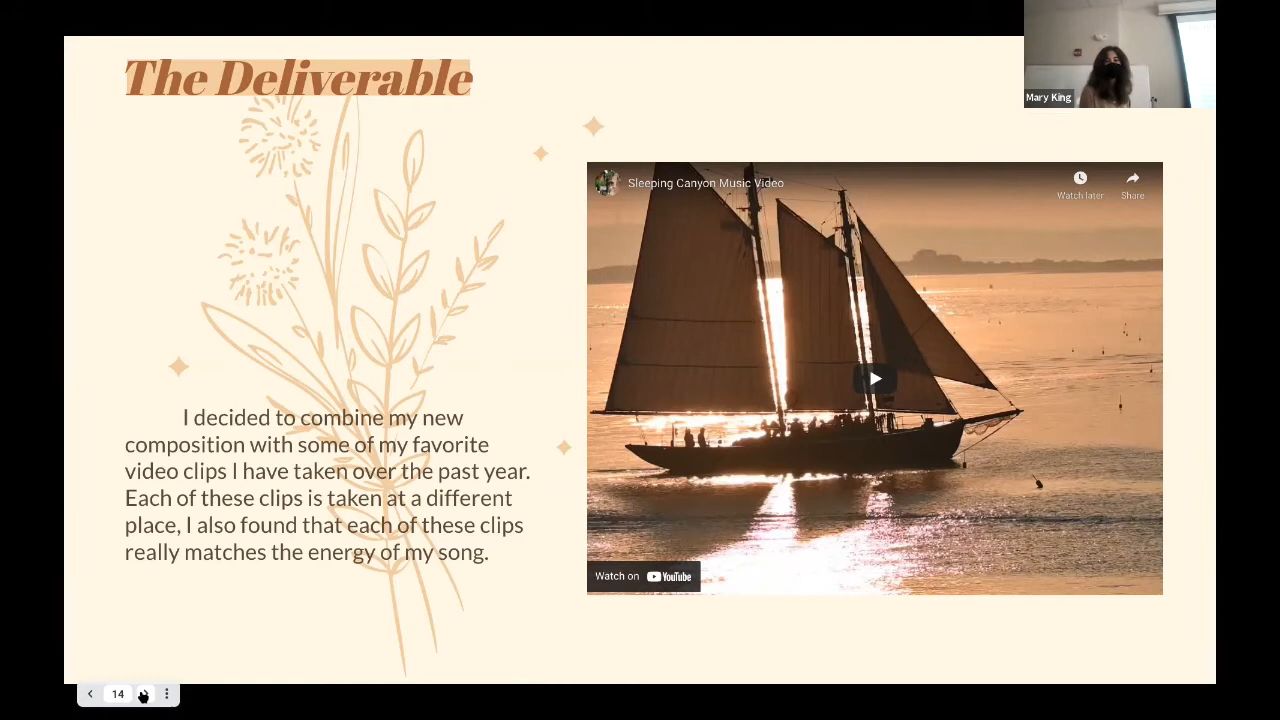 The Deliverable
Mary King
Sleeping Canyon Music Video
Watch later
Share
I decided to combine my new
composition with some of my favorite
video clips I have taken over the past year.
Each of these clips is taken at a different
place, I also found that each of these clips
really matches the energy of my song.
Watch on YouTube
14